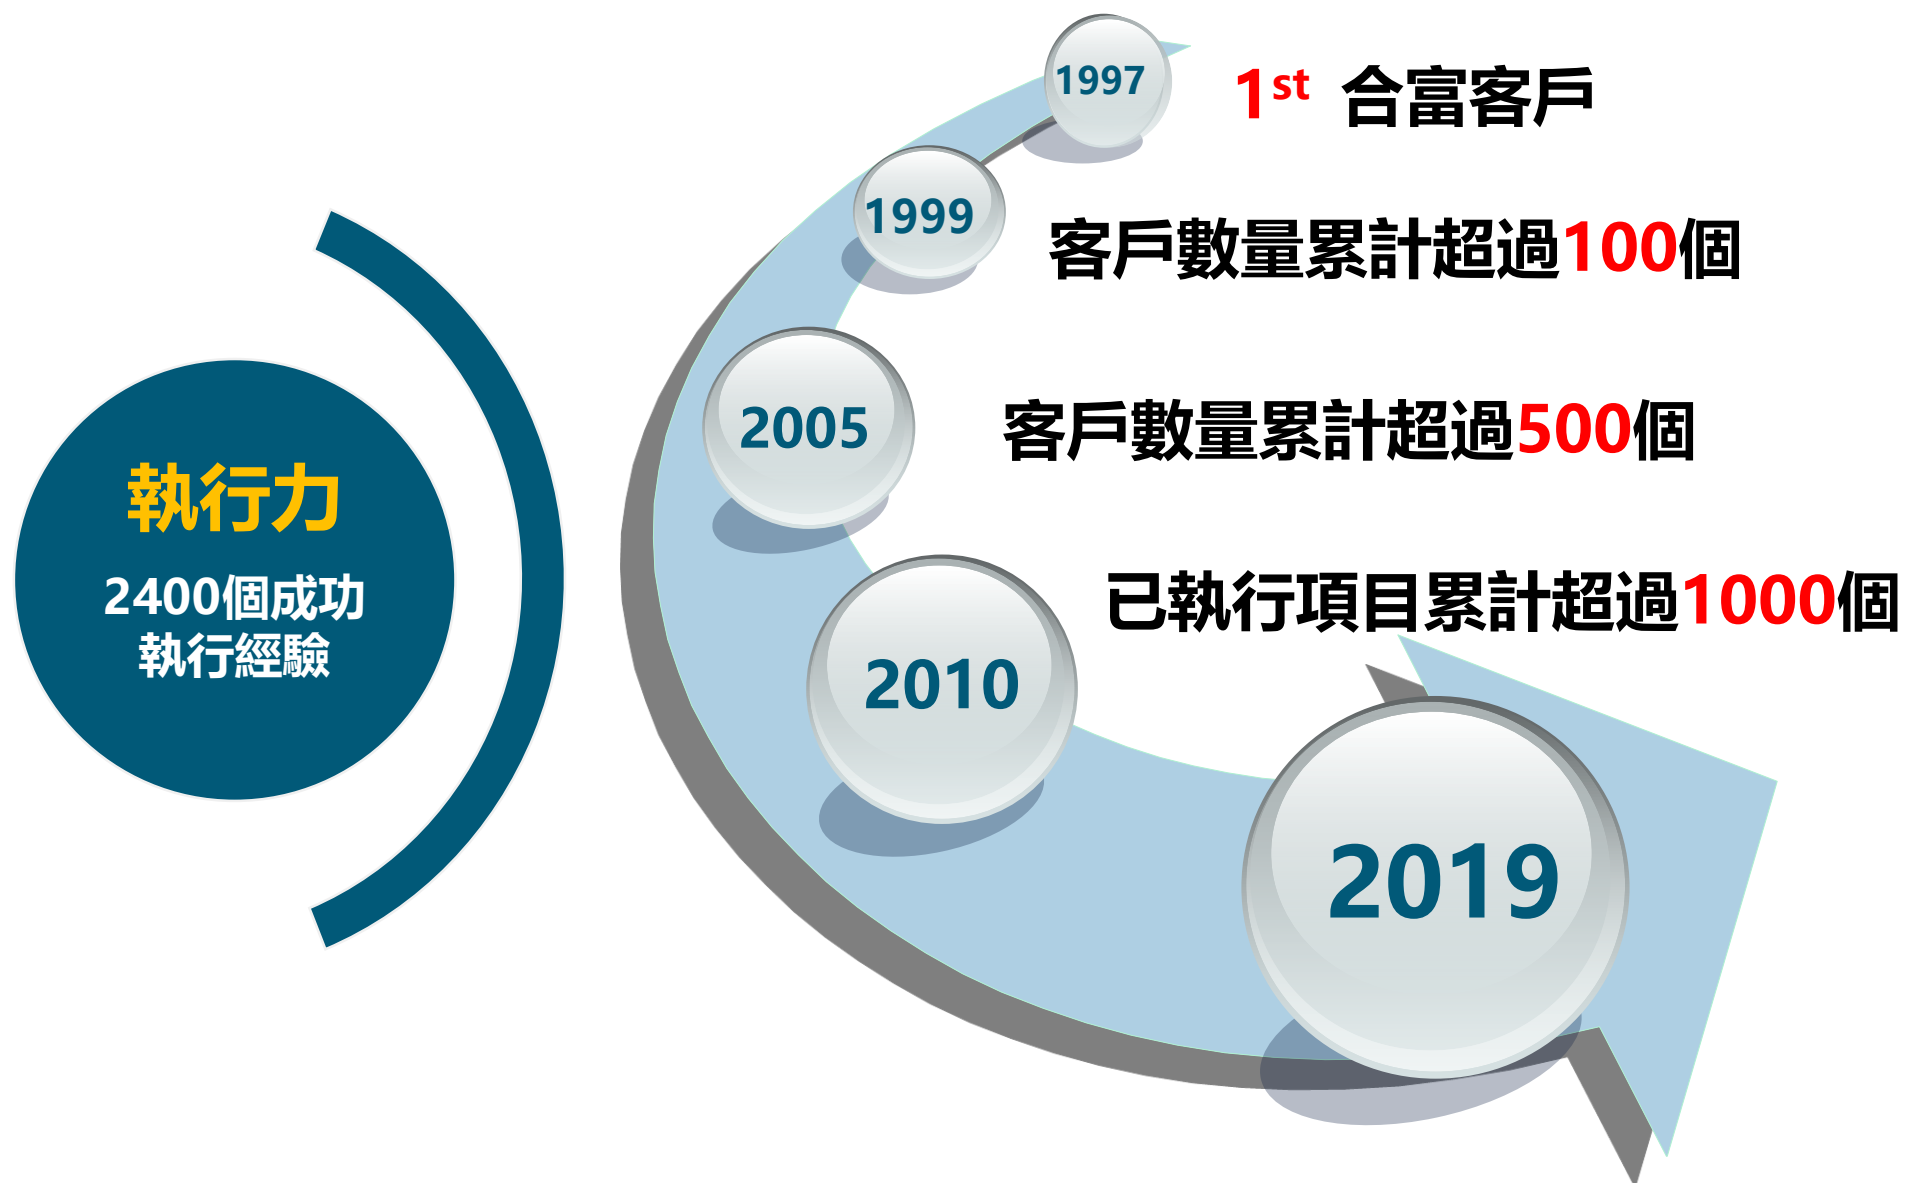 執行力
2400個成功
執行經驗
1997
1st 合富客戶
1999
客戶數量累計超過100個
2005
客戶數量累計超過500個
2010
已執行項目累計超過1000個
2019